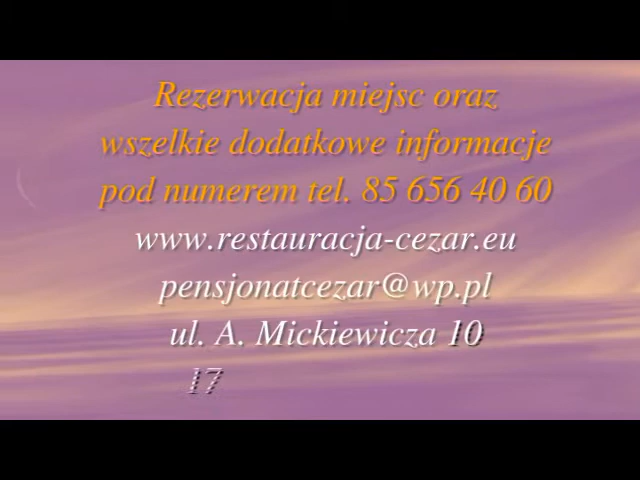 Rezerwacja miejsc oraz
wszelkie dodatkowe informacje
pod numerem tel. 85 656 40 60
www.restauracja-cezar.eu
pensjonatcezar@wp.pl
ul. A. Mickiewicza 10
17